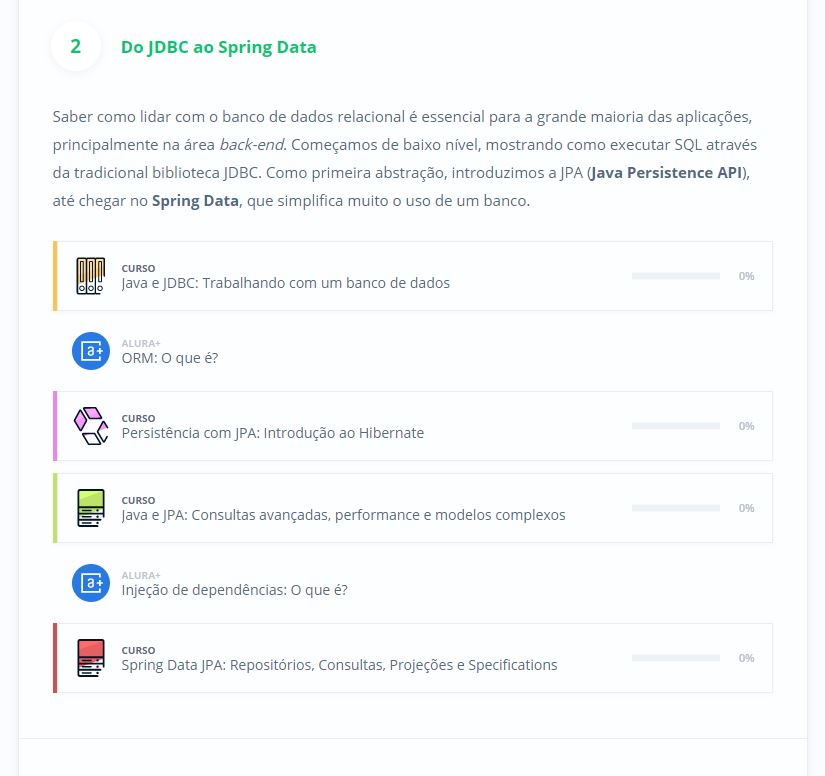 2
Do JDBC ao Spring Data
Saber como lidar com o banco de dados relacional é essencial para a grande maioria das aplicações,
principalmente na área back-end. Começamos de baixo nível, mostrando como executar SQL através
da tradicional biblioteca JDBC. Como primeira abstração, introduzimos a JPA (Java Persistence API),
até chegar no Spring Data, que simplifica muito o uso de um banco.
CURSO
Java e JDBC: Trabalhando com um banco de dados
0%
a+
ALURA+
ORM: O que é?
CURSO
Persistência com JPA: Introdução ao Hibernate
0%
CURSO
Java e JPA: Consultas avançadas, performance e modelos complexos
0%
a+
ALURA+
Injeção de dependências: O que é?
CURSO
Spring Data JPA: Repositórios, Consultas, Projeções e Specifications
0%